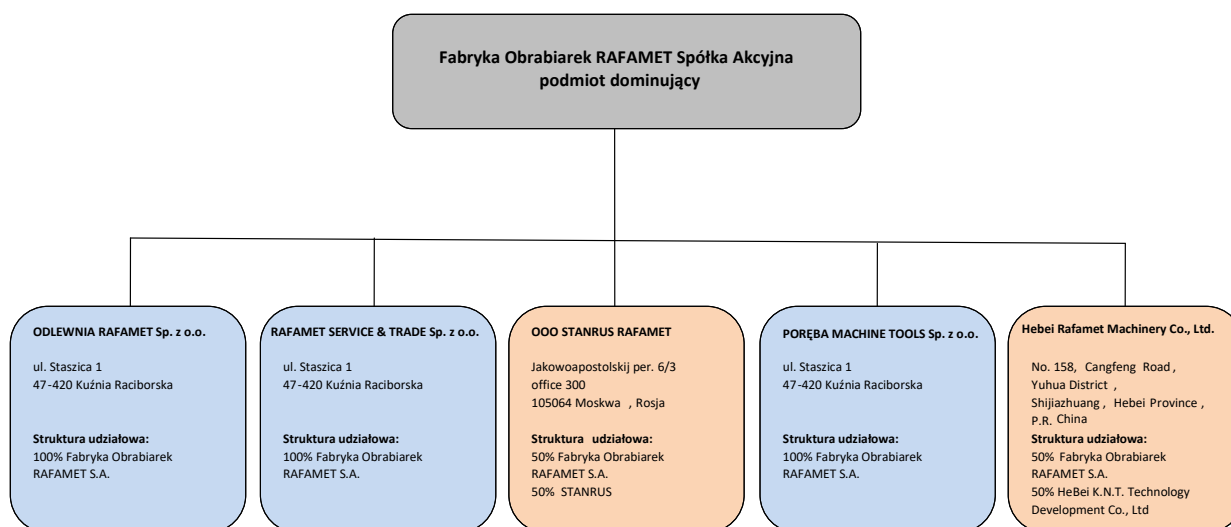 Fabryka Obrabiarek RAFAMET Spółka Akcyjna
podmiot dominujący
ODLEWNIA RAFAMET Sp. z o.o.
ul. Staszica 1
47-420 Kuźnia Raciborska
Struktura udziałowa:
100% Fabryka Obrabiarek
RAFAMET S.A.
RAFAMET SERVICE & TRADE Sp. z o.o.
ul. Staszica 1
47-420 Kuźnia Raciborska
Struktura udziałowa:
100% Fabryka Obrabiarek
RAFAMET S.A.
OOO STANRUS RAFAMET
Jakowoapostolskij per. 6/3
office 300
105064 Moskwa , Rosja
Struktura udziałowa:
50% Fabryka Obrabiarek
RAFAMET S.A.
50% STANRUS
PORĘBA MACHINE TOOLS Sp. z o.o.
ul. Staszica 1
47-420 Kuźnia Raciborska
Struktura udziałowa:
100% Fabryka Obrabiarek
RAFAMET S.A.
Hebei Rafamet Machinery Co., Ltd.
No. 158, Cangfeng Road ,
Yuhua District ,
Shijiazhuang , Hebei Province ,
P.R. China
Struktura udziałowa:
50% Fabryka Obrabiarek
RAFAMET S.A.
50% HeBei K.N.T. Technology
Development Co., Ltd